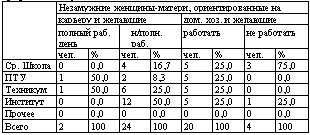 Незамужние женщины-матери, ориентированные на
карьеру и желавшие дом. хоз. и желавшие
полный раб. день н/полн. раб. работать не работать
чел. % чел. % чел. % чел. %
Ср. Школа 0 0,0 4 16,7 5 25,0 3 75,0
ПТУ 1 50,0 2 8,3 5 25,0 0 0,0
Техникум 1 50,0 6 25,0 5 25,0 0 0,0
Институт 0 0,0 12 50,0 5 25,0 1 25,0
Прочее 0 0,0 0 0,0 0 0,0 0 0.0
Всего 2 100 24 100 20 100 4 100